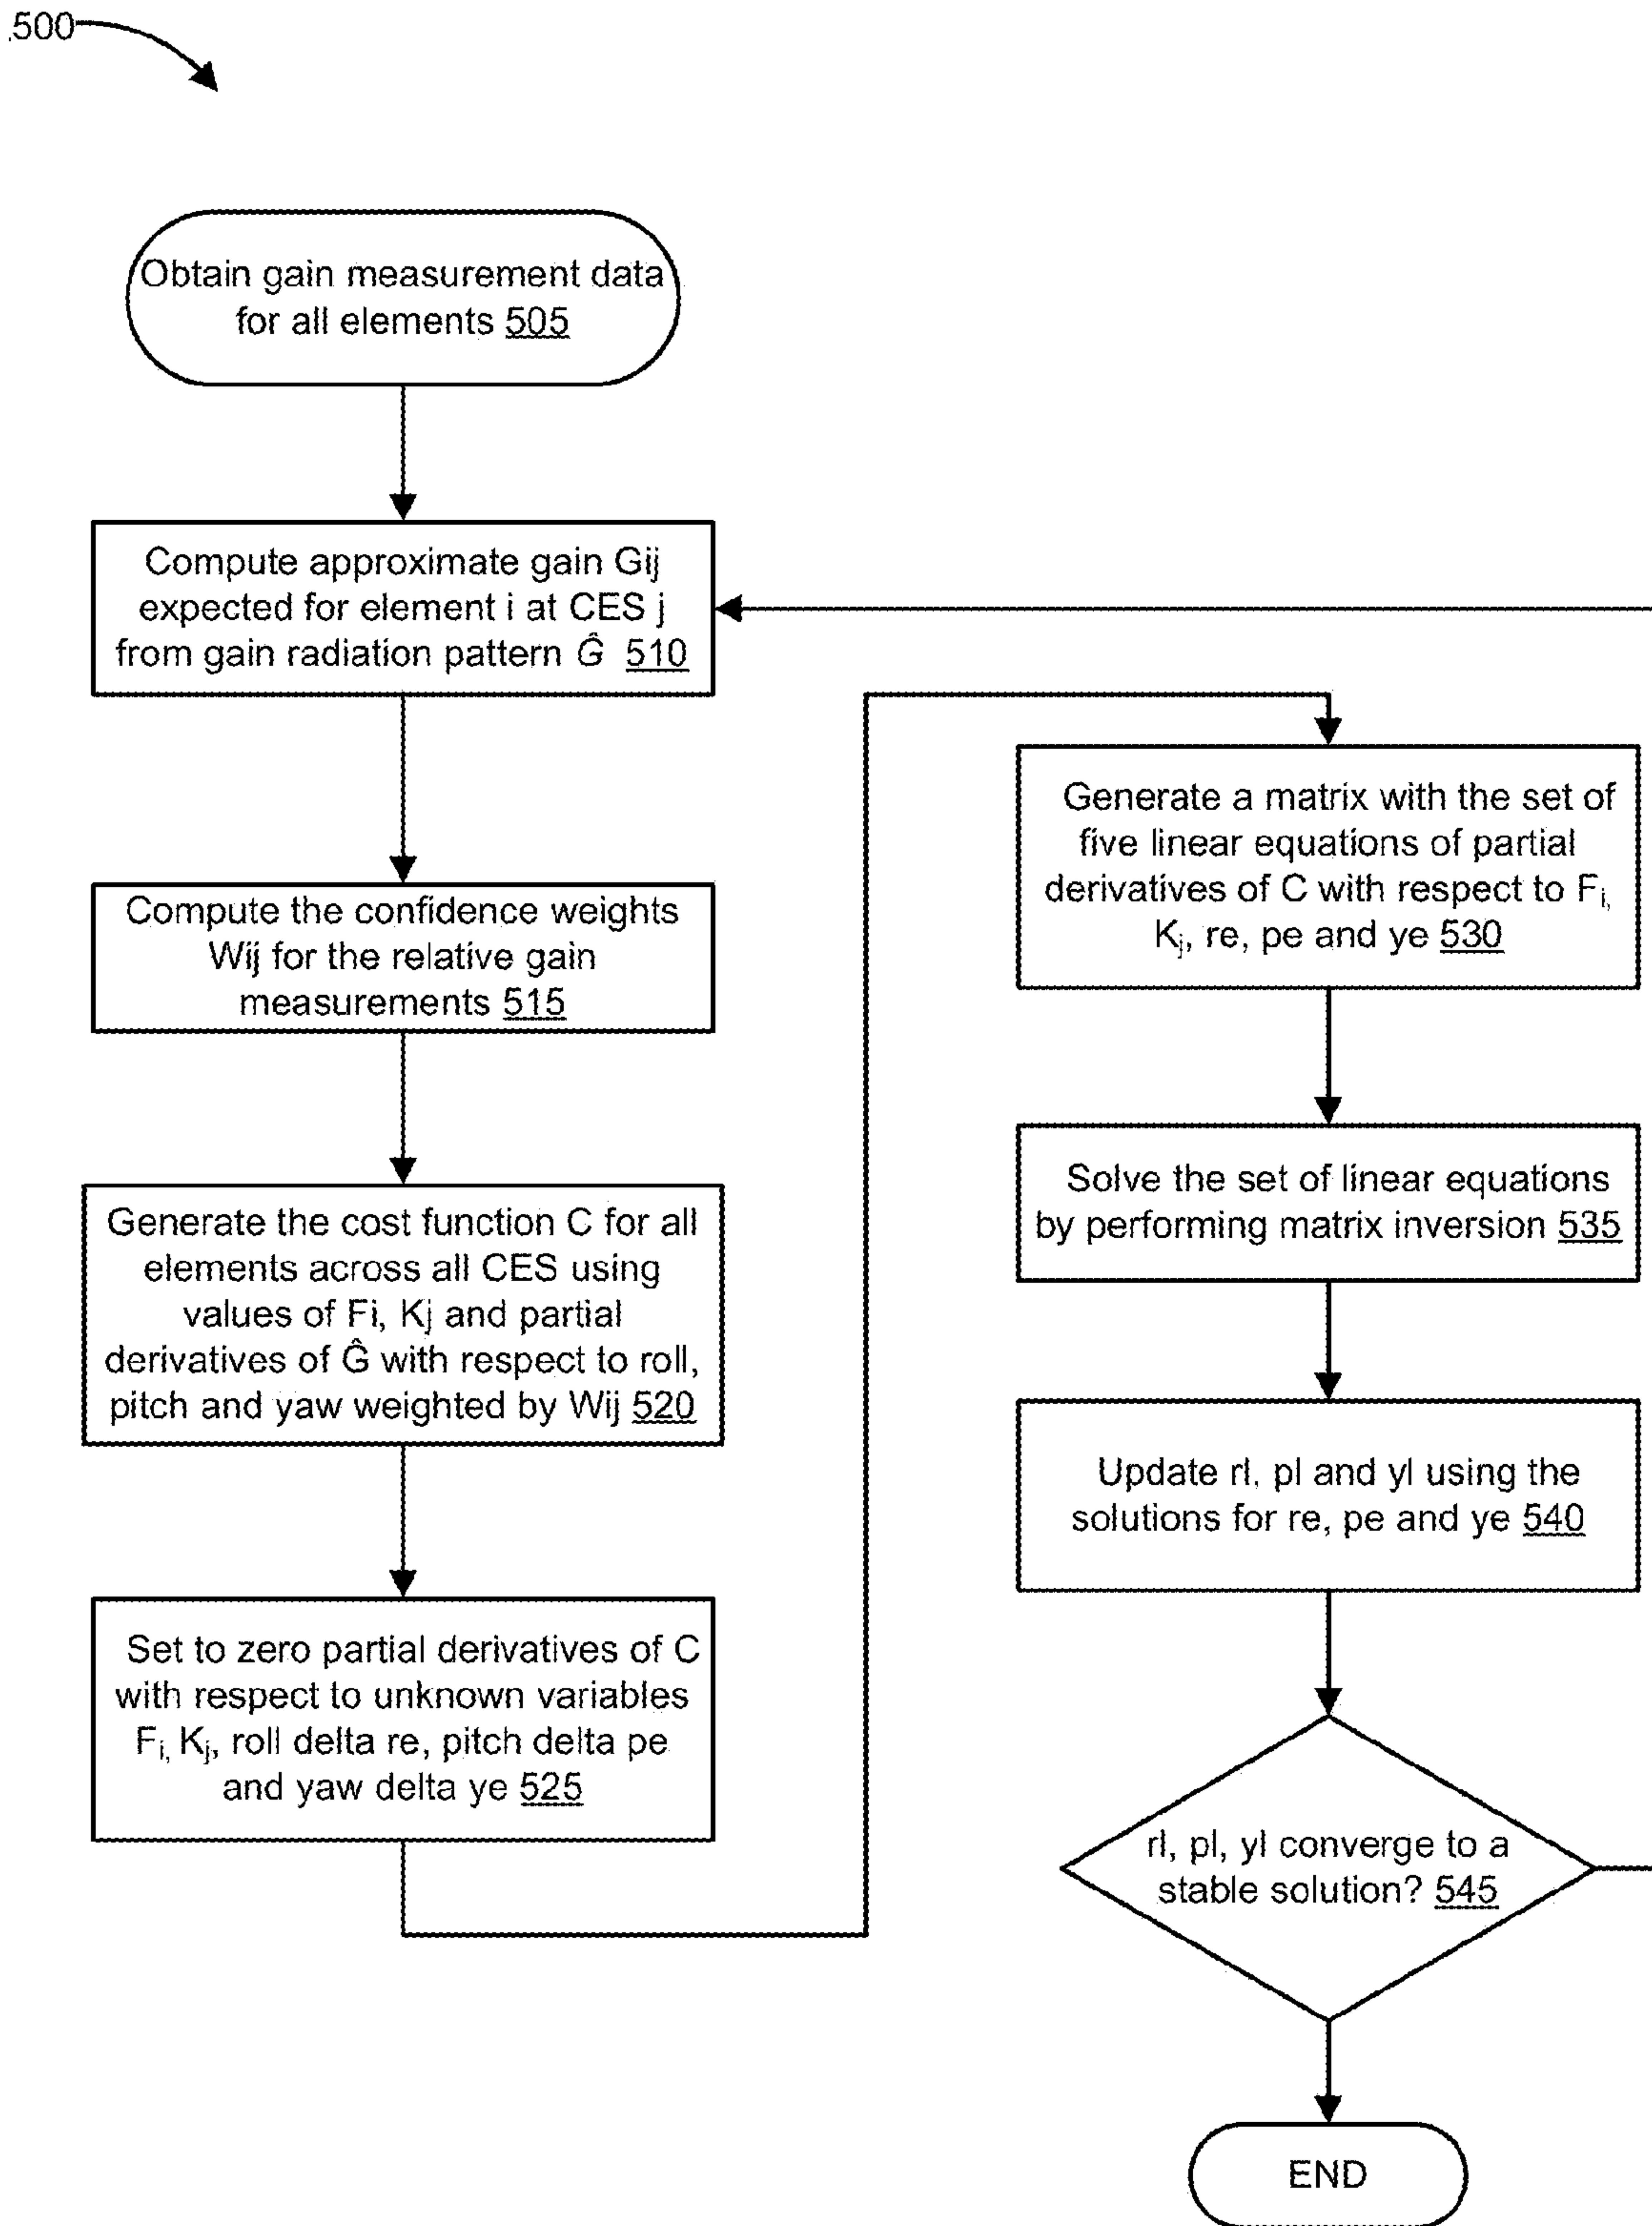 500
Obtain gain measurement data
for all elements 505
Compute approximate gain Gij
expected for element i at CES j
from gain radiation pattern Ĝ 510
Compute the confidence weights
Wij for the relative gain
measurements 515
Generate the cost function C for all
elements across all CES using
values of Fi, Kj and partial
derivatives of Ĝ with respect to roll,
pitch and yaw weighted by Wij 520
Set to zero partial derivatives of C
with respect to unknown variables
Fi, Kj, roll delta re, pitch delta pe
and yaw delta ye 525
Generate a matrix with the set of
five linear equations of partial
derivatives of C with respect to Fi,
Kj, re, pe and ye 530
Solve the set of linear equations
by performing matrix inversion 535
Update rl, pl and yl using the
solutions for re, pe and ye 540
rl, pl, yl converge to a
stable solution? 545
END